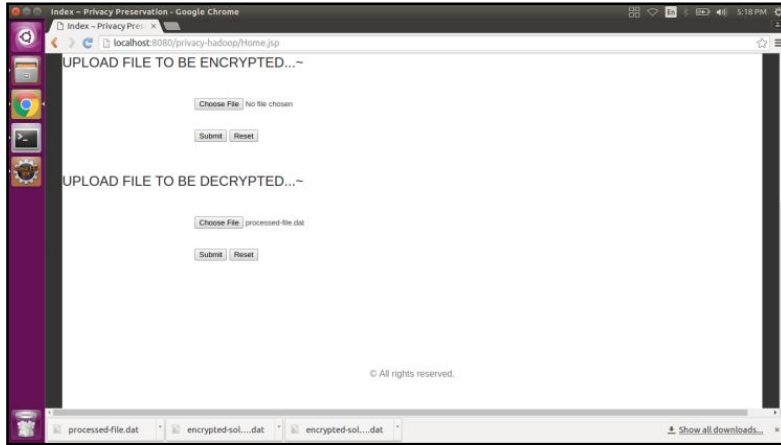 Index – Privacy Preservation - Google Chrome
En
5:18 PM
Index – Privacy Pres
localhost:8080/privacy-hadoop/Home.jsp
UPLOAD FILE TO BE ENCRYPTED...~
Choose File No file chosen
Submit Reset
UPLOAD FILE TO BE DECRYPTED...~
Choose File processed-file.dat
Submit Reset
© All rights reserved.
processed-file.dat encrypted-sol....dat encrypted-sol....dat Show all downloads...